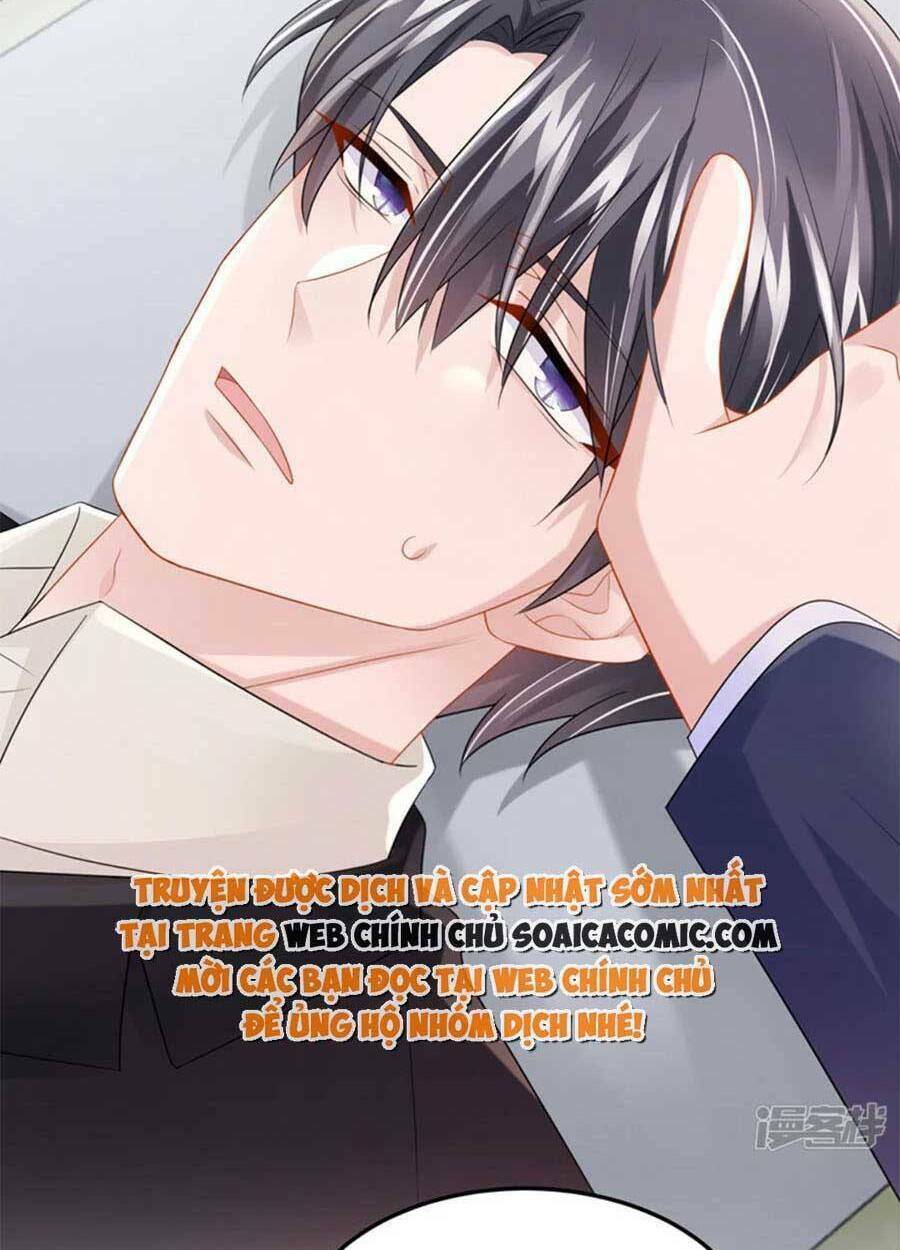 TRUYỆN ĐƯỢC DỊCH VÀ CẬP NHẬT SỚM NHẤT
TẠI TRANG WEB CHÍNH CHỦ SOAICACOMIC.COM
MỜI CÁC BẠN ĐỌC TẠI WEB CHÍNH CHỦ
ĐỂ ỦNG HỘ NHÓM DỊCH NHÉ!
漫客栈